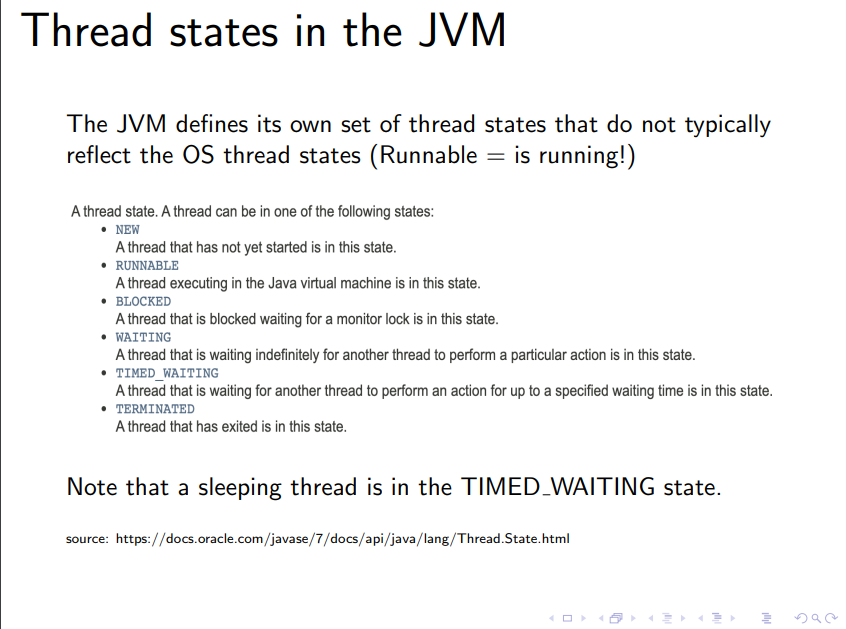 Thread states in the JVM
The JVM defines its own set of thread states that do not typically
reflect the OS thread states (Runnable = is running!)
A thread state. A thread can be in one of the following states:
• NEW
A thread that has not yet started is in this state.
• RUNNABLE
A thread executing in the Java virtual machine is in this state.
• BLOCKED
A thread that is blocked waiting for a monitor lock is in this state.
• WAITING
A thread that is waiting indefinitely for another thread to perform a particular action is in this state.
• TIMED_WAITING
A thread that is waiting for another thread to perform an action for up to a specified waiting time is in this state.
• TERMINATED
A thread that has exited is in this state.
Note that a sleeping thread is in the TIMED_WAITING state.
source: https://docs.oracle.com/javase/7/docs/api/java/lang/Thread.State.html